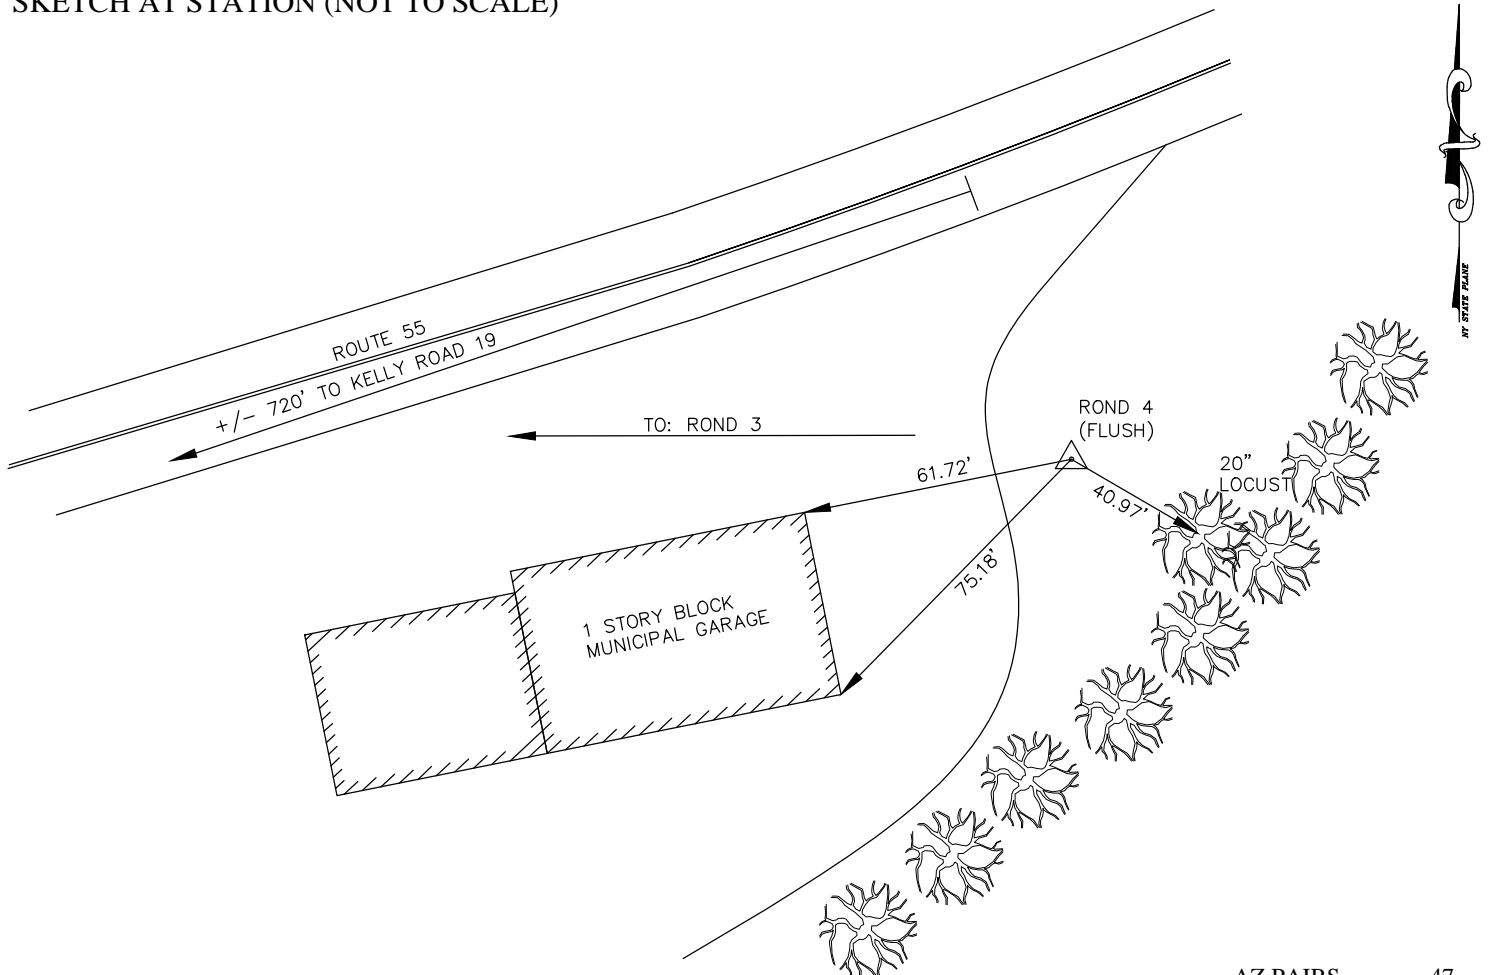 SKETCH AT STATION (NOT TO SCALE)
NY STATE PLANE
ROUTE 55
+/- 720' TO KELLY ROAD 19
TO: ROND 3
ROND 4
(FLUSH)
61.72'
20"
LOCUST
40.97'
75.18'
1 STORY BLOCK
MUNICIPAL GARAGE
AZ PAIRS 47